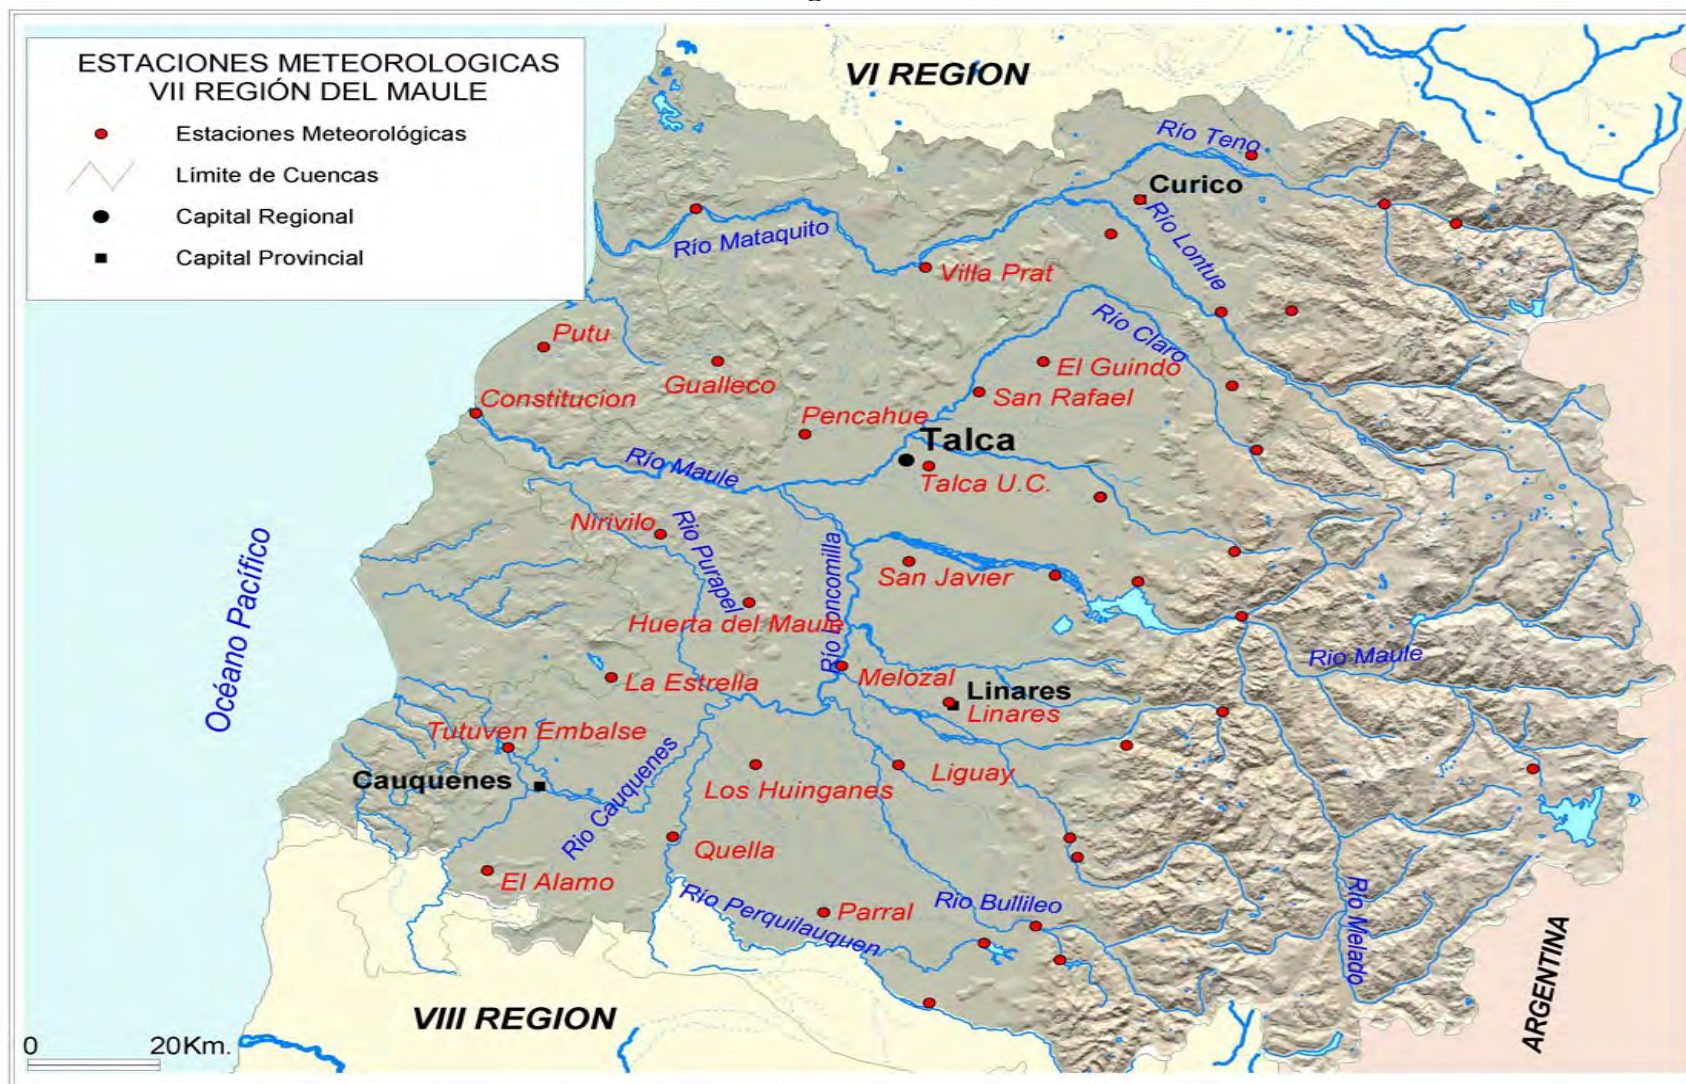 ESTACIONES METEOROLOGICAS
VII REGIÓN DEL MAULE
Estaciones Meteorológicas
Límite de Cuencas
Capital Regional
Capital Provincial
VI REGION
Río Teno
Curico
Río Lontue
Río Mataquito
Villa Prat
Putu
Gualleco
Río Claro
El Guindo
San Rafael
Constitucion
Pencahue
Talca
Talca U.C.
Río Maule
Nirivilo
Rio Purapel
Río Loncomilla
San Javier
Huerta del Maule
Océano Pacífico
Rio Maule
La Estrella
Melozal
Linares
Linares
Tutuven Embalse
Cauquenes
Rio Cauquenes
Los Huinganes
Liguay
Quella
El Alamo
Río Perquilauquen
Parral
Rio Bullileo
Río Melado
ARGENTINA
VIII REGION
0 20Km.